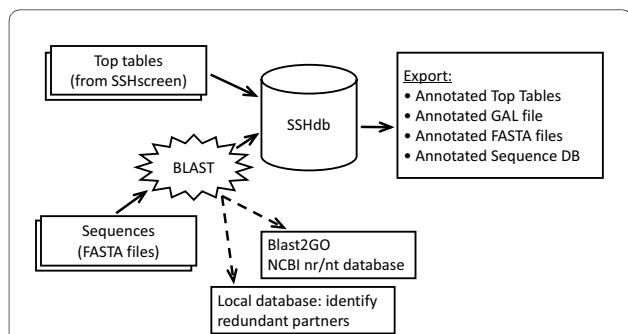 Top tables
(from SSHscreen)
SSHdb
Export:
• Annotated Top Tables
• Annotated GAL file
• Annotated FASTA files
• Annotated Sequence DB
BLAST
Sequences
(FASTA files)
Blast2GO
NCBI nr/nt database
Local database: identify
redundant partners